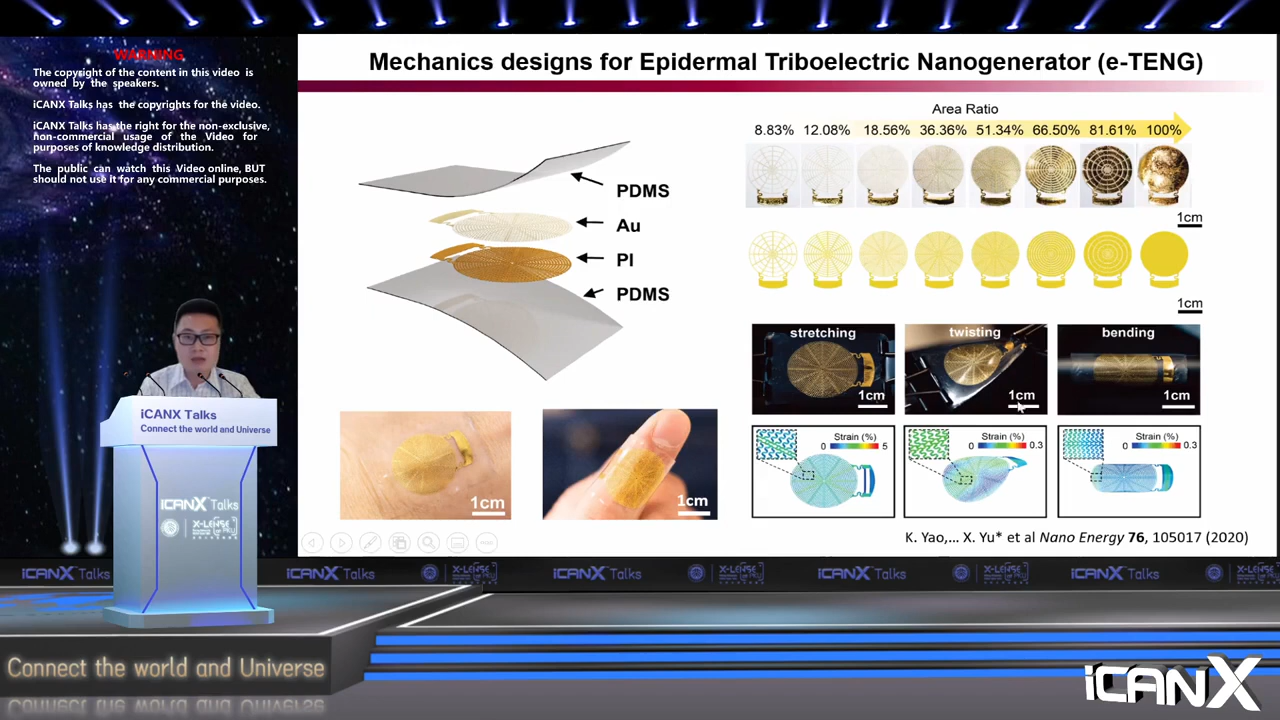 WARNING
The copyright of the content in this video is
owned by the speakers.
iCANX Talks has the copyrights for the video.
iCANX Talks has the right for the non-exclusive,
non-commercial usage of the Video for
purposes of knowledge distribution.
The public can watch this Video online, BUT
should not use it for any commercial purposes.
Mechanics designs for Epidermal Triboelectric Nanogenerator (e-TENG)
PDMS
Au
PI
PDMS
1cm
1cm
Area Ratio
8.83% 12.08% 18.56% 36.36% 51.34% 66.50% 81.61% 100%
1cm
1cm
stretching
1cm
twisting
1cm
bending
1cm
Strain (%)
0 5
Strain (%)
0 0.3
Strain (%)
0 0.3
K. Yao,... X. Yu* et al Nano Energy 76, 105017 (2020)
iCANX Talks
Connect the world and Universe
iCANX Talks
X-LENSE
iCANX Talks
iCANX Talks
iCANX Talks
iCANX Talks
iCANX Talks
Connect the world and Universe
iCANX